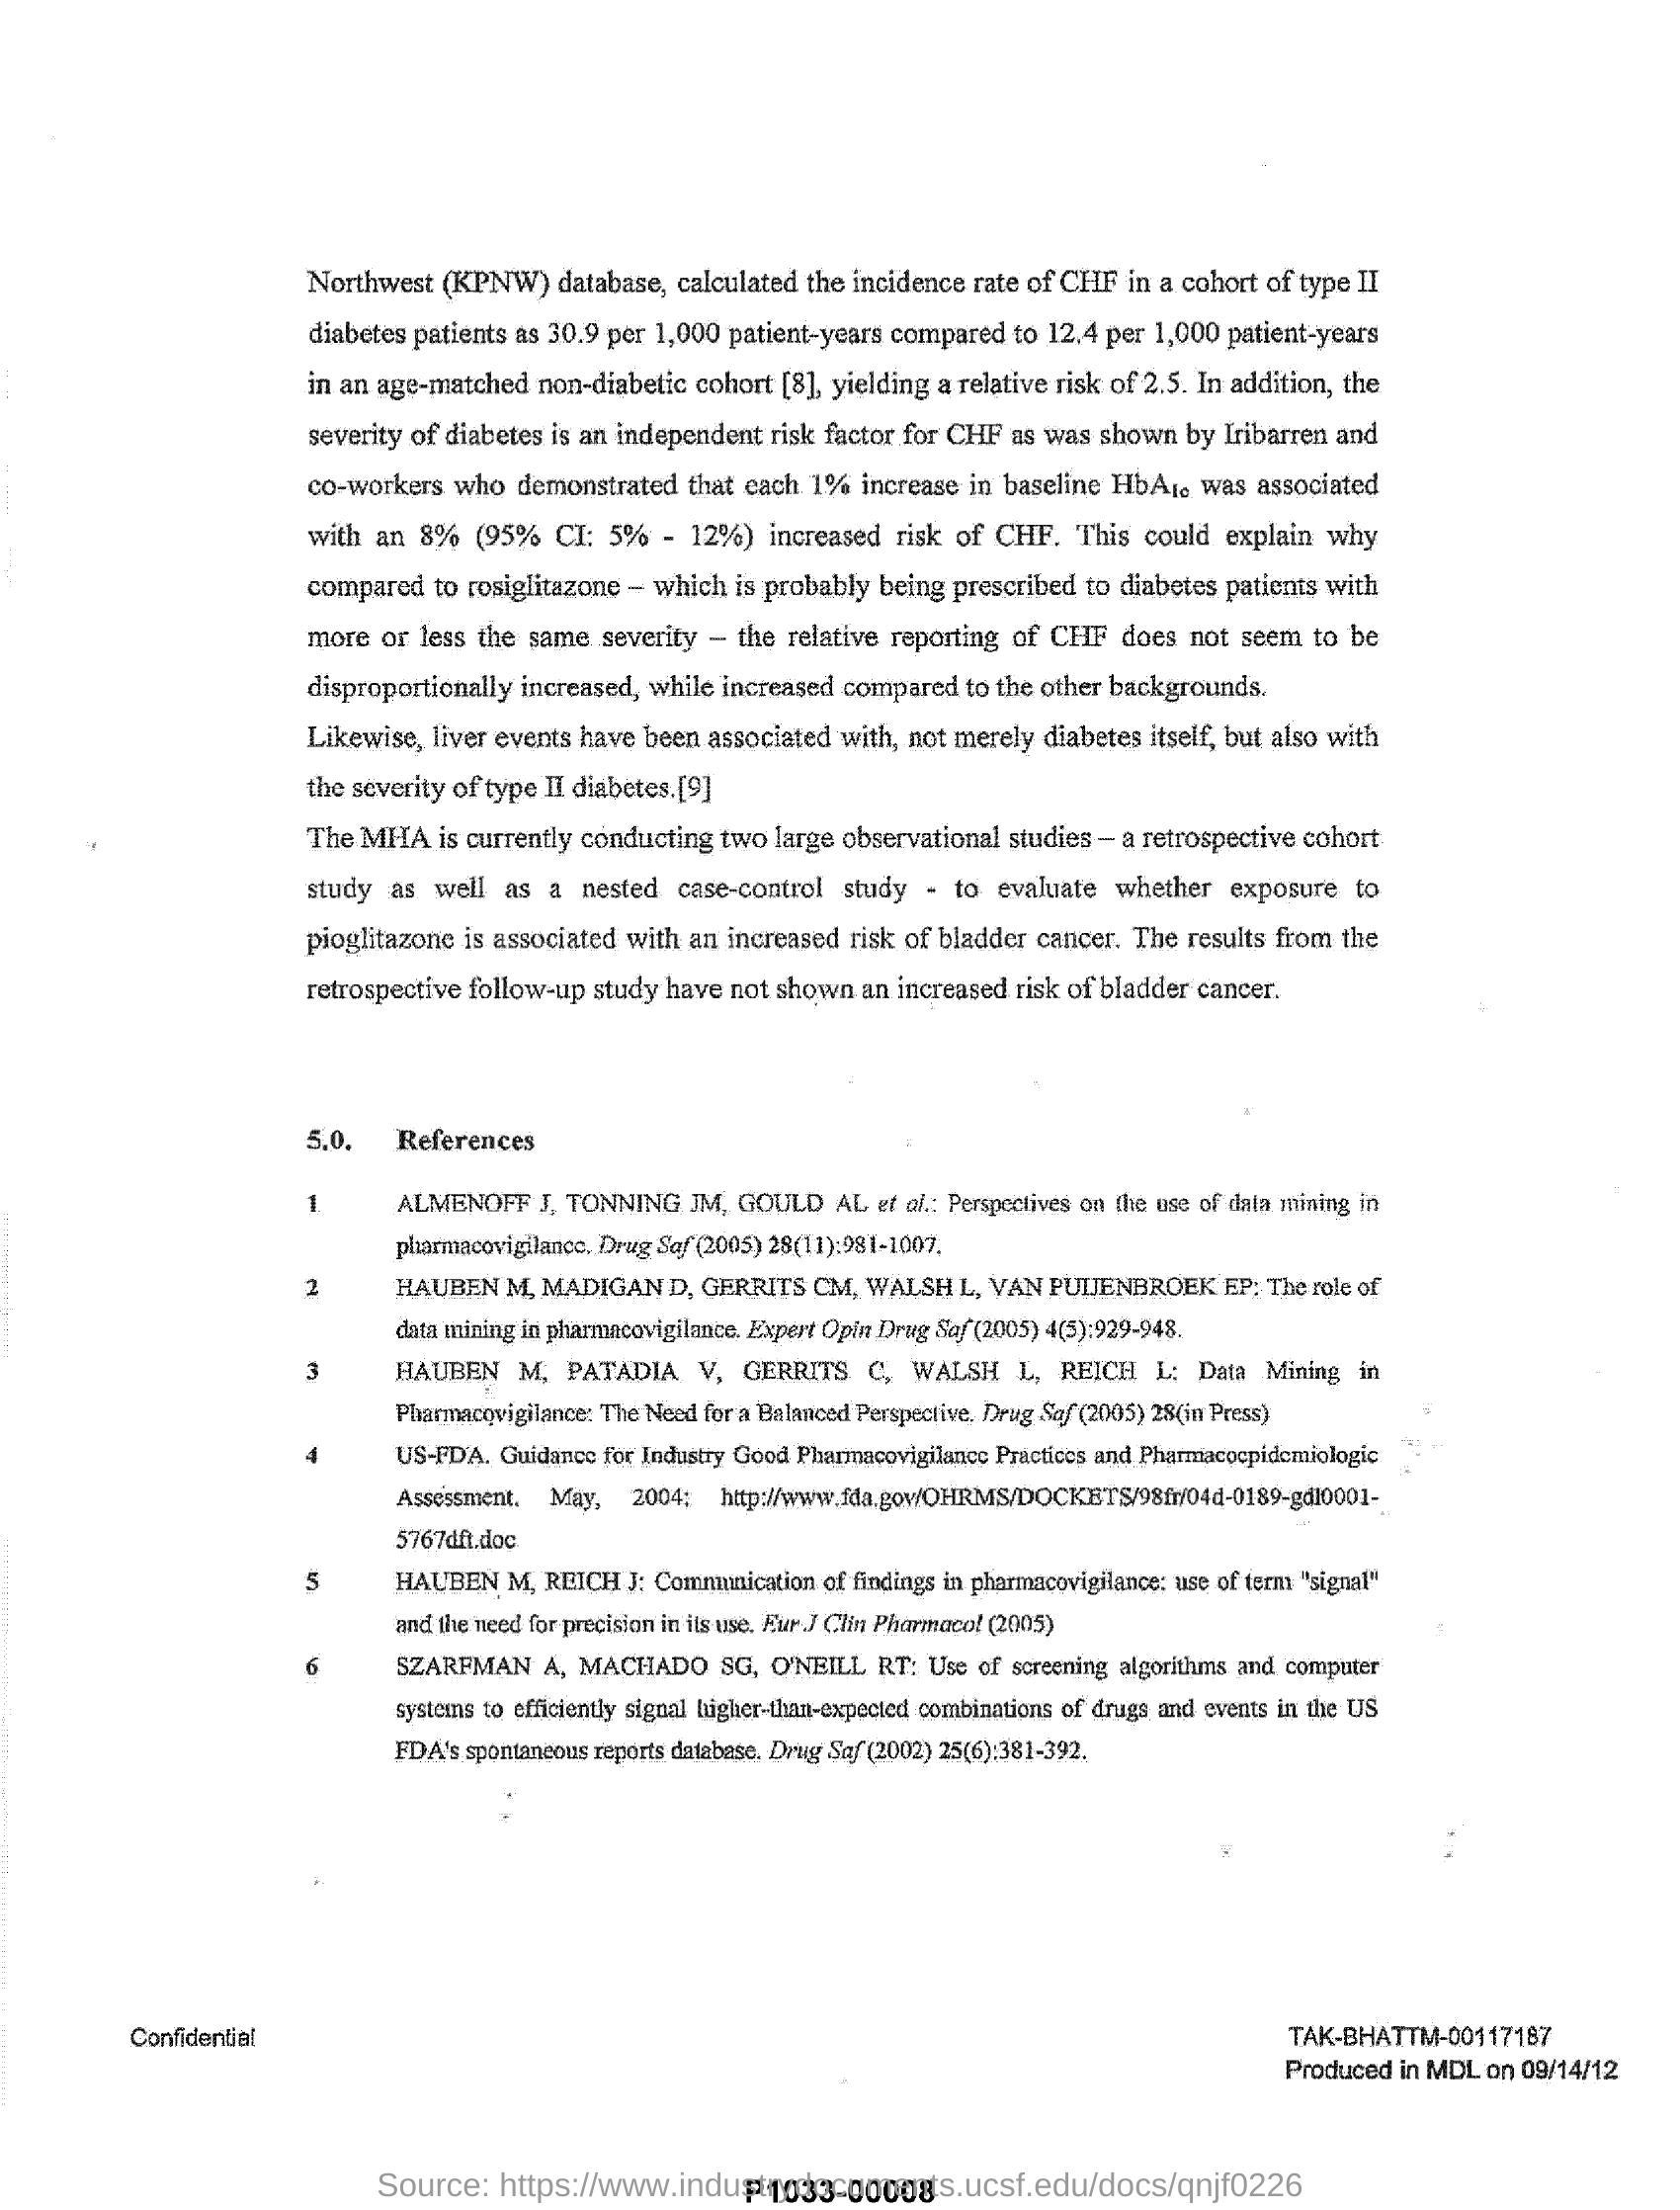 Northwest (KPNW) database, calculated the incidence rate of CHF in a cohort of type II
diabetes patients as 30.9 per 1,000 patient-years compared to 12.4 per 1,000 patient-years
in an age-matched non-diabetic cohort [8], yielding a relative risk of 2.5. In addition, the
severity of diabetes is an independent risk factor for CHF as was shown by Iribarren and
co-workers who demonstrated that each 1% increase in baseline HbA1c was associated
with an 8% (95% CI: 5% - 12%) increased risk of CHF. This could explain why
compared to rosiglitazone – which is probably being prescribed to diabetes patients with
more or less the same severity – the relative reporting of CHF does not seem to be
disproportionally increased, while increased compared to the other backgrounds.
Likewise, liver events have been associated with, not merely diabetes itself, but also with
the severity of type II diabetes.[9]
The MHA is currently conducting two large observational studies – a retrospective cohort
study as well as a nested case-control study - to evaluate whether exposure to
pioglitazone is associated with an increased risk of bladder cancer. The results from the
retrospective follow-up study have not shown an increased risk of bladder cancer.
5.0. References
1 ALMENOFF J, TONNING JM, GOULD AL et al.: Perspectives on the use of data mining in
pharmacovigilance. Drug Saf (2005) 28(11):981-1007.
2 HAUBEN M, MADIGAN D, GERRITS CM, WALSH L, VAN PUIJENBROEK EP: The role of
data mining in pharmacovigilance. Expert Opin Drug Saf (2005) 4(5):929-948.
3 HAUBEN M, PATADIA V, GERRITS C, WALSH L, REICH L: Data Mining in
Pharmacovigilance: The Need for a Balanced Perspective. Drug Saf (2005) 28(in Press)
4 US-FDA. Guidance for Industry Good Pharmacovigilance Practices and Pharmacoepidemiologic
Assessment. May, 2004; http://www.fda.gov/OHRMS/DOCKETS/98fr/04d-0189-gdl0001-
5767dft.doc
5 HAUBEN M, REICH J: Communication of findings in pharmacovigilance: use of term "signal"
and the need for precision in its use. Eur J Clin Pharmacol (2005)
6 SZARFMAN A, MACHADO SG, O'NEILL RT: Use of screening algorithms and computer
systems to efficiently signal higher-than-expected combinations of drugs and events in the US
FDA's spontaneous reports database. Drug Saf (2002) 25(6):381-392.
Confidential
TAK-BHATTM-00117187
Produced in MDL on 09/14/12
Source: https://www.industrydocuments.ucsf.edu/docs/qnjf0226
P1033-00008